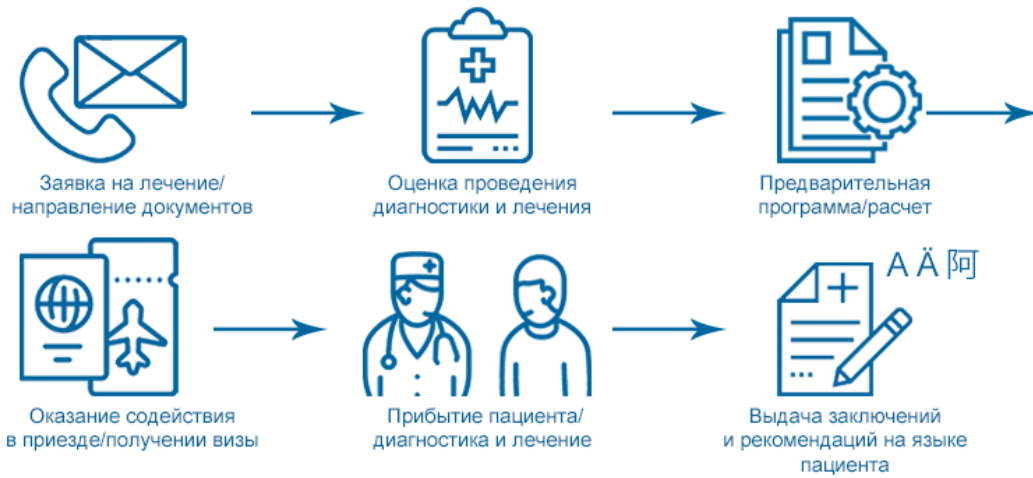 Заявка на лечение/
направление документов
Оценка проведения
диагностики и лечения
Предварительная
программа/расчет
Оказание содействия
в приезде/получении визы
Прибытие пациента/
диагностика и лечение
A Ä 阿
Выдача заключений
и рекомендаций на языке
пациента